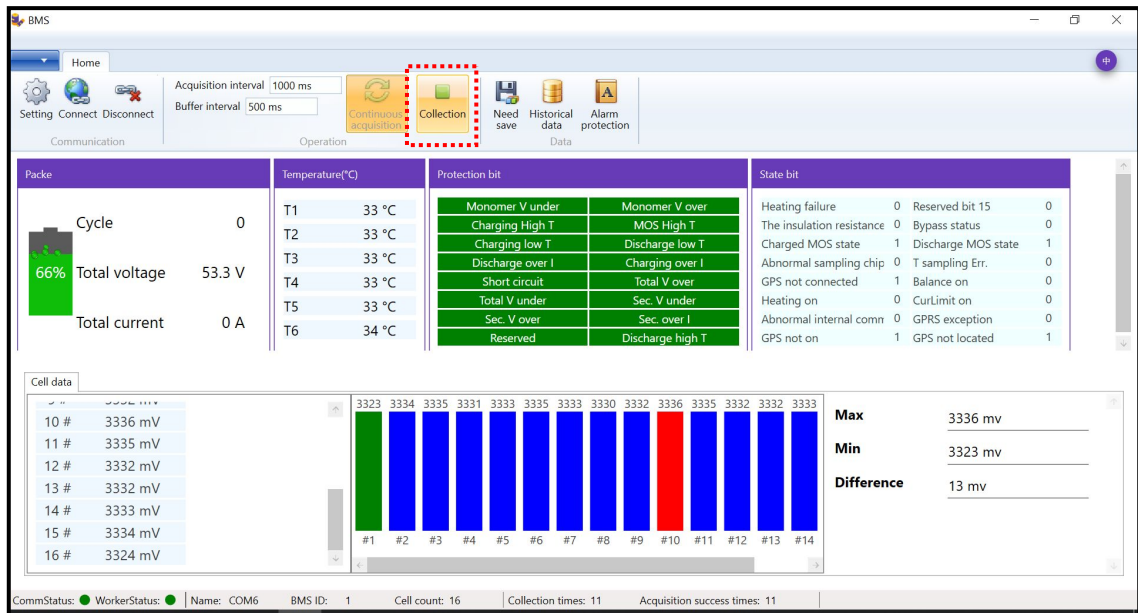 BMS
Home
中
Acquisition interval 1000 ms
Buffer interval 500 ms
Setting Connect Disconnect
Continuous acquisition
Collection
Need save
Historical data
Alarm protection
Communication
Operation
Data
Packe
Cycle 0
66% Total voltage 53.3 V
Total current 0 A
Temperature(°C)
T1 33 °C
T2 33 °C
T3 33 °C
T4 33 °C
T5 33 °C
T6 34 °C
Protection bit
Monomer V under Monomer V over
Charging High T MOS High T
Charging low T Discharge low T
Discharge over I Charging over I
Short circuit Total V over
Total V under Sec. V under
Sec. V over Sec. over I
Reserved Discharge high T
State bit
Heating failure 0 Reserved bit 15 0
The insulation resistance 0 Bypass status 0
Charged MOS state 1 Discharge MOS state 1
Abnormal sampling chip 0 T sampling Err. 0
GPS not connected 1 Balance on 0
Heating on 0 CurLimit on 0
Abnormal internal comm 0 GPRS exception 0
GPS not on 1 GPS not located 1
Cell data
10 # 3336 mV
11 # 3335 mV
12 # 3332 mV
13 # 3332 mV
14 # 3333 mV
15 # 3334 mV
16 # 3324 mV
3323 3334 3335 3331 3333 3335 3333 3330 3332 3336 3335 3332 3332 3333
#1 #2 #3 #4 #5 #6 #7 #8 #9 #10 #11 #12 #13 #14
Max 3336 mv
Min 3323 mv
Difference 13 mv
CommStatus: WorkerStatus: Name: COM6 BMS ID: 1 Cell count: 16 Collection times: 11 Acquisition success times: 11